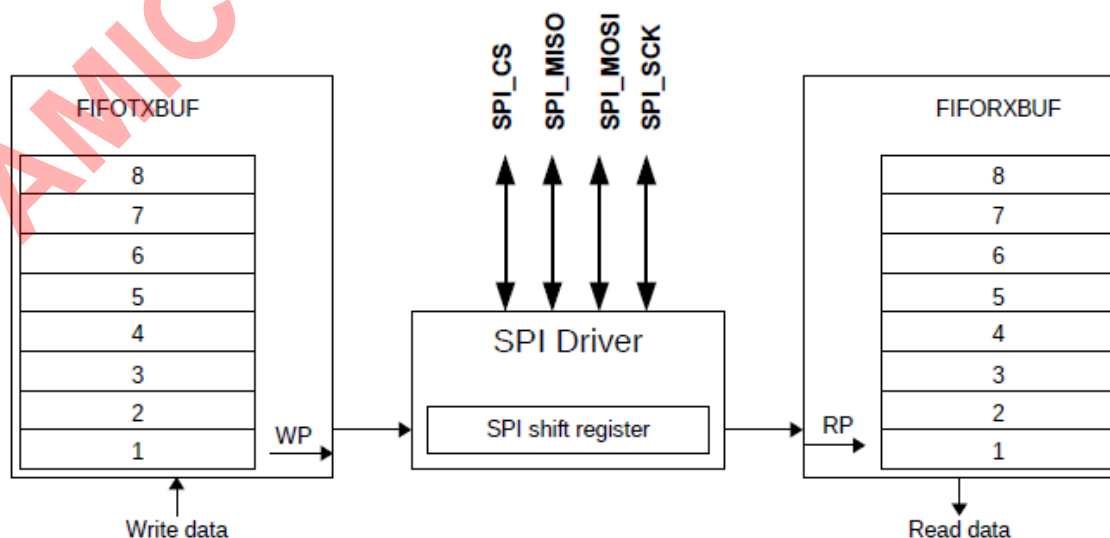 AMIC
SPI_CS
SPI_MISO
SPI_MOSI
SPI_SCK
FIFOTXBUF
8
7
6
5
4
3
2
1
WP
Write data
SPI Driver
SPI shift register
FIFORXBUF
8
7
6
5
4
3
2
1
RP
Read data